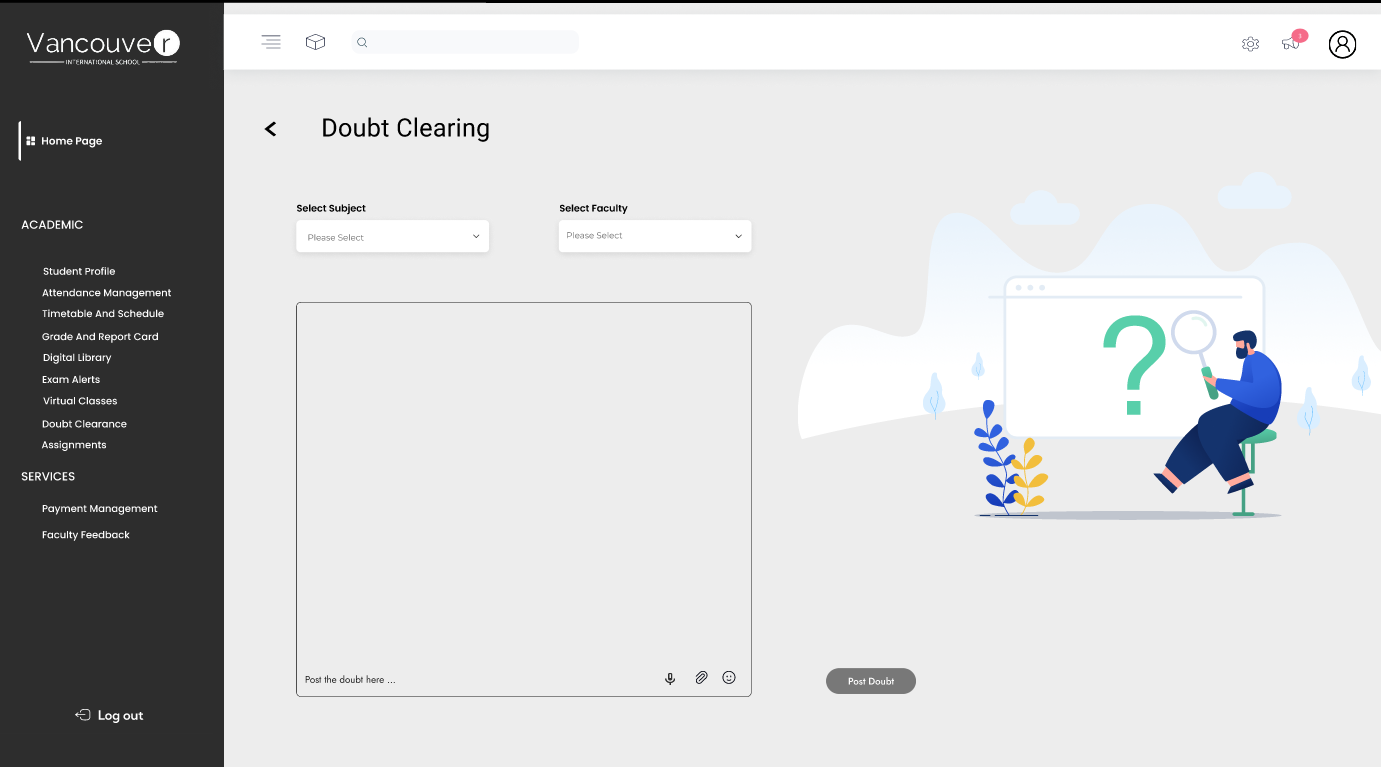 Vancouver
INTERNATIONAL SCHOOL
3
Home Page
Doubt Clearing
ACADEMIC
Select Subject
Select Faculty
Please Select
Please Select
Student Profile
Attendance Management
Timetable And Schedule
Grade And Report Card
Digital Library
Exam Alerts
Virtual Classes
Doubt Clearance
Assignments
SERVICES
Payment Management
Faculty Feedback
?
Post the doubt here ...
Post Doubt
Log out